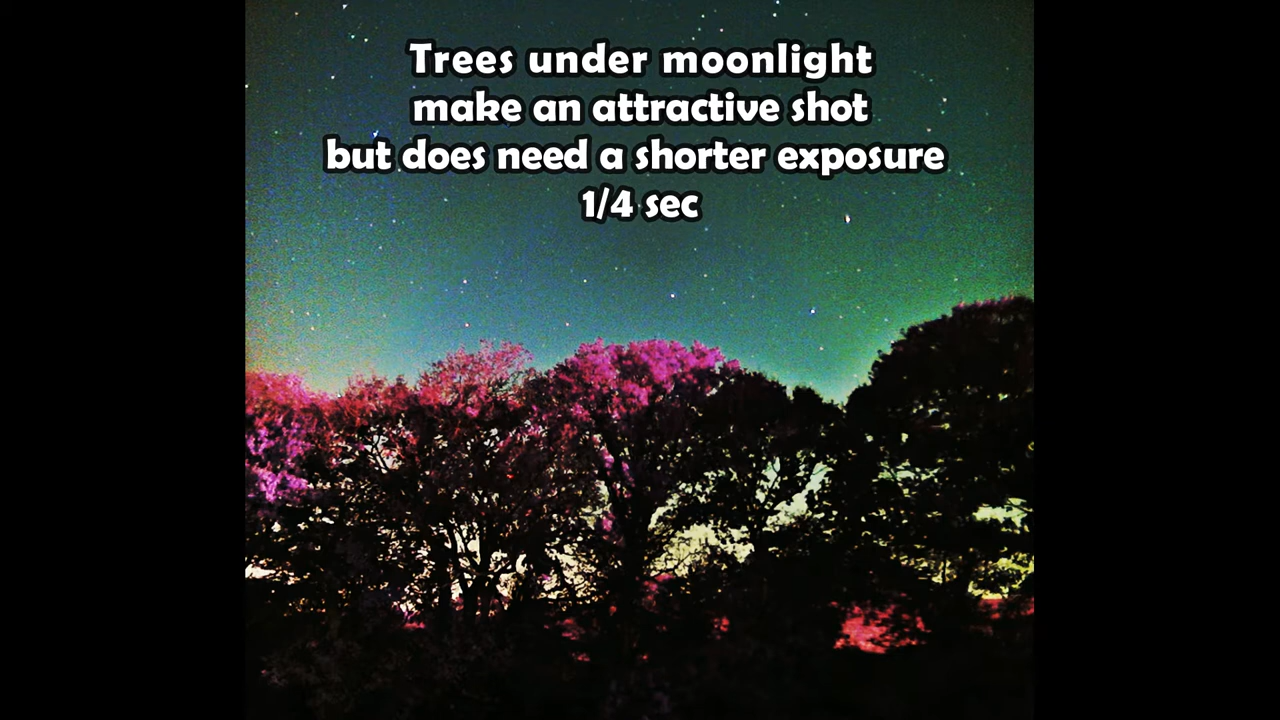 Trees under moonlight
make an attractive shot
but does need a shorter exposure
1/4 sec